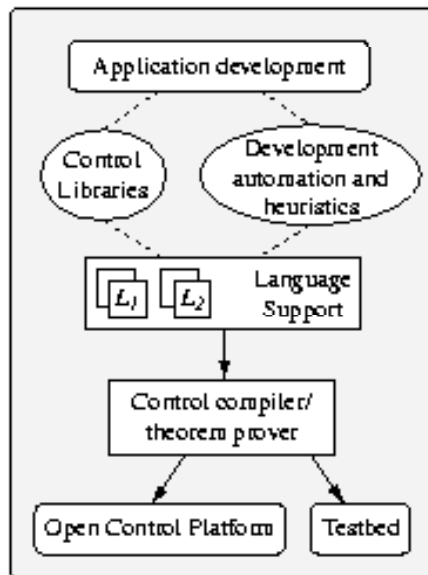 Application development
Control
Libraries
Development
automation and
heuristics
L1
L2
Language
Support
Control compiler/
theorem prover
Open Control Platform
Testbed